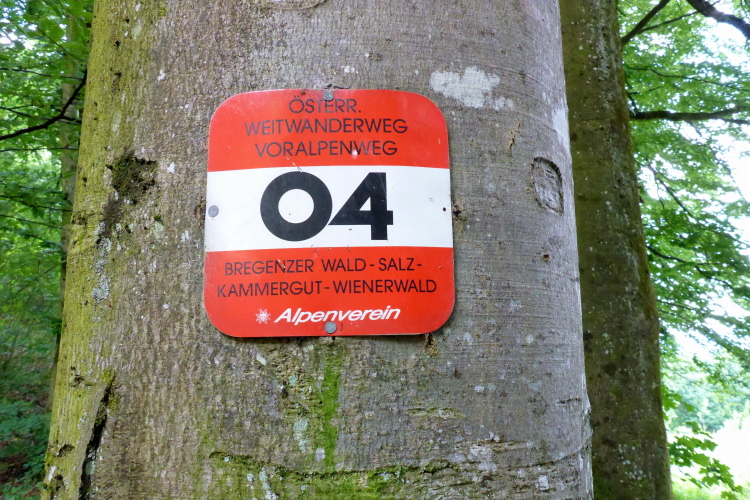 ÖSTERR.
WEITWANDERWEG
VORALPENWEG
04
BREGENZER WALD - SALZ-
KAMMERGUT - WIENERWALD
Alpenverein